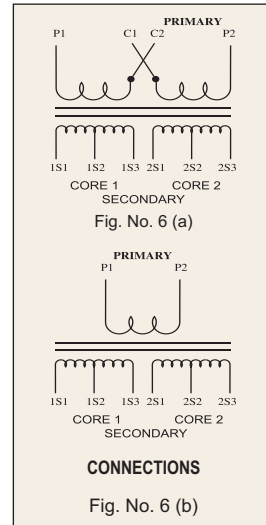 PRIMARY
P1 C1 C2 P2
1S1 1S2 1S3 2S1 2S2 2S3
CORE 1 CORE 2
SECONDARY
Fig. No. 6 (a)
PRIMARY
P1 P2
1S1 1S2 1S3 2S1 2S2 2S3
CORE 1 CORE 2
SECONDARY
CONNECTIONS
Fig. No. 6 (b)